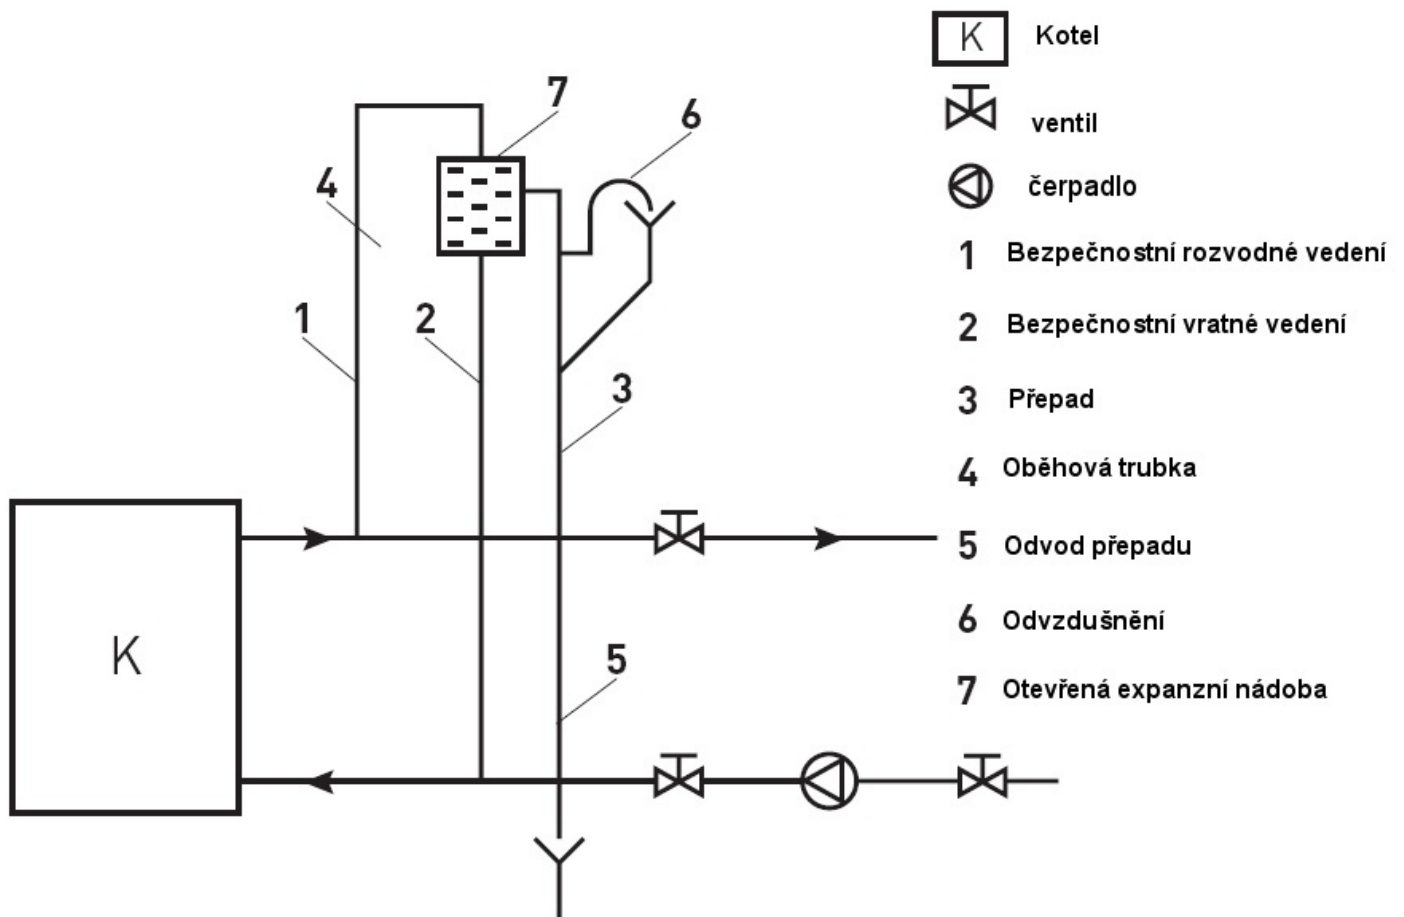 K Kotel
ventil
čerpadlo
1 Bezpečnostní rozvodné vedení
2 Bezpečnostní vratné vedení
3 Přepad
4 Oběhová trubka
5 Odvod přepadu
6 Odvzdušnění
7 Otevřená expanzní nádoba
7
6
4
1
2
3
K
5